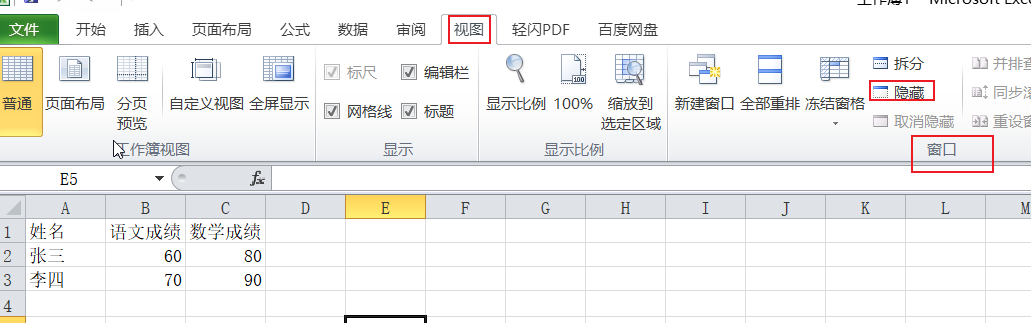 Microsoft Exce
文件 开始 插入 页面布局 公式 数据 审阅 视图 轻闪PDF 百度网盘
普通 页面布局 分页预览 自定义视图 全屏显示 标尺 编辑栏 网格线 标题 显示比例 100% 缩放到选定区域 新建窗口 全部重排 冻结窗格 拆分 隐藏 取消隐藏 并排查 同步滚 重设窗
工作簿视图 显示 显示比例 窗口
E5 fx
A B C D E F G H I J K L M
1 姓名 语文成绩 数学成绩
2 张三 60 80
3 李四 70 90
4